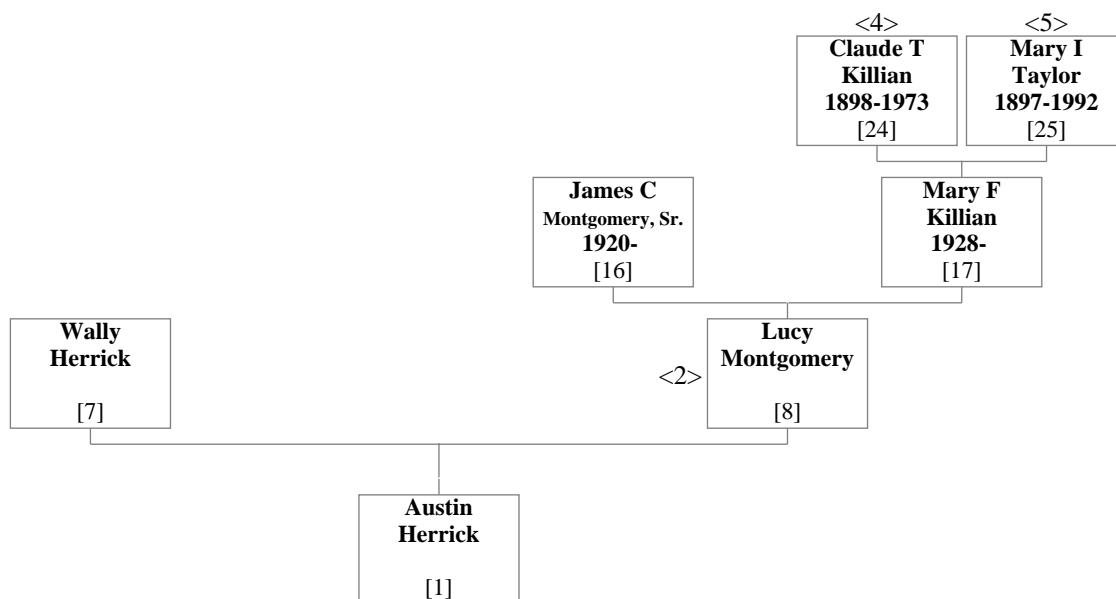 <4>
Claude T
Killian
1898-1973
[24]
<5>
Mary I
Taylor
1897-1992
[25]
James C
Montgomery, Sr.
1920-
[16]
Mary F
Killian
1928-
[17]
Wally
Herrick
[7]
<2>
Lucy
Montgomery
[8]
Austin
Herrick
[1]